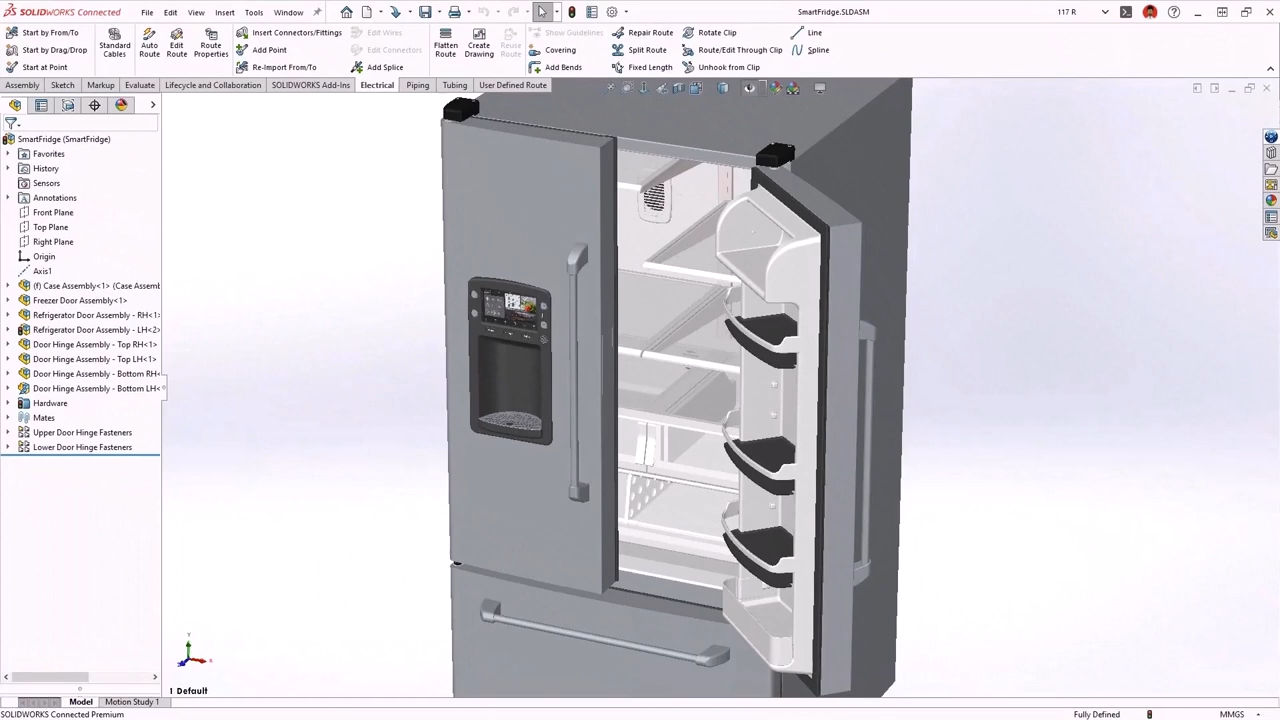 SOLIDWORKS Connected
File
Edit
View
Insert
Tools
Window
SmartFridge.SLDASM
117 R
Start by From/To
Start by Drag/Drop
Start at Point
Standard Cables
Auto Route
Edit Route
Route Properties
Insert Connectors/Fittings
Add Point
Re-Import From/To
Edit Wires
Edit Connectors
Add Splice
Flatten Route
Create Drawing
Reuse Route
Show Guidelines
Covering
Add Bends
Repair Route
Split Route
Fixed Length
Rotate Clip
Route/Edit Through Clip
Unhook from Clip
Line
Spline
Assembly
Sketch
Markup
Evaluate
Lifecycle and Collaboration
SOLIDWORKS Add-Ins
Electrical
Piping
Tubing
User Defined Route
SmartFridge (SmartFridge)
Favorites
History
Sensors
Annotations
Front Plane
Top Plane
Right Plane
Origin
Axis1
(f) Case Assembly<1> (Case Assemb
Freezer Door Assembly<1>
Refrigerator Door Assembly - RH<1>
Refrigerator Door Assembly - LH<2>
Door Hinge Assembly - Top RH<1>
Door Hinge Assembly - Top LH<1>
Door Hinge Assembly - Bottom RH<
Door Hinge Assembly - Bottom LH<
Hardware
Mates
Upper Door Hinge Fasteners
Lower Door Hinge Fasteners
Y
1 Default
Model
Motion Study 1
SOLIDWORKS Connected Premium
Fully Defined
MMGS